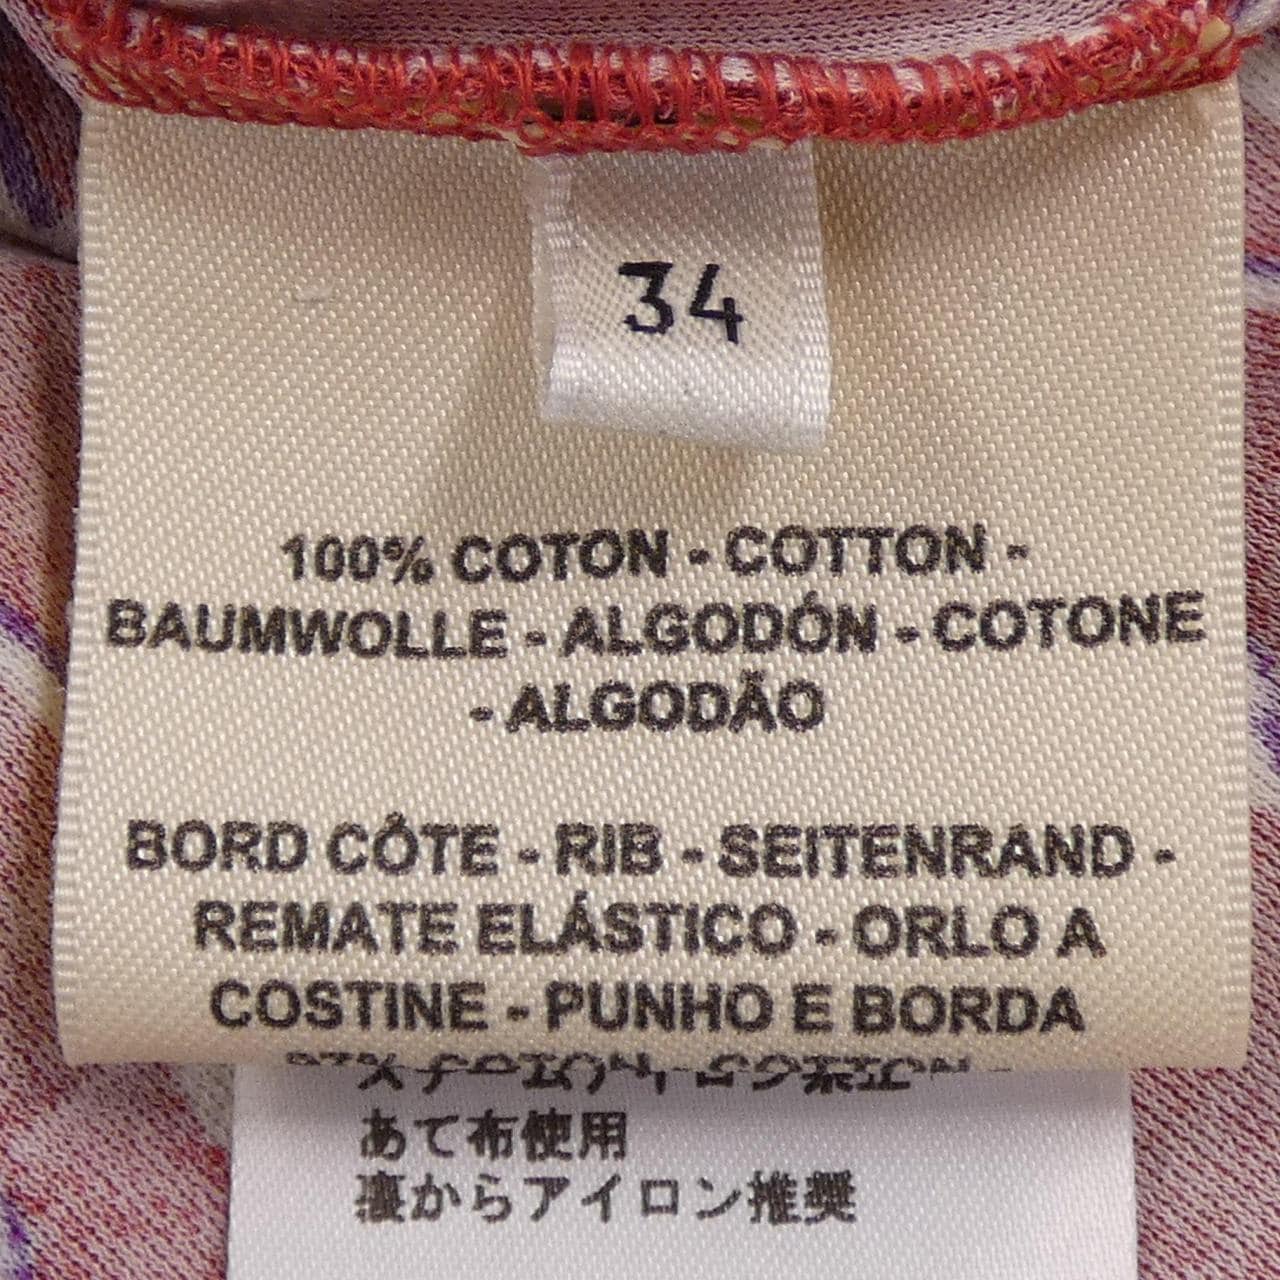 34
100% COTON - COTTON -
BAUMWOLLE - ALGODÓN - COTONE
- ALGODÃO
BORD CÔTE - RIB - SEITENRAND -
REMATE ELÁSTICO - ORLO A
COSTINE - PUNHO E BORDA
あて布使用
裏からアイロン推奨